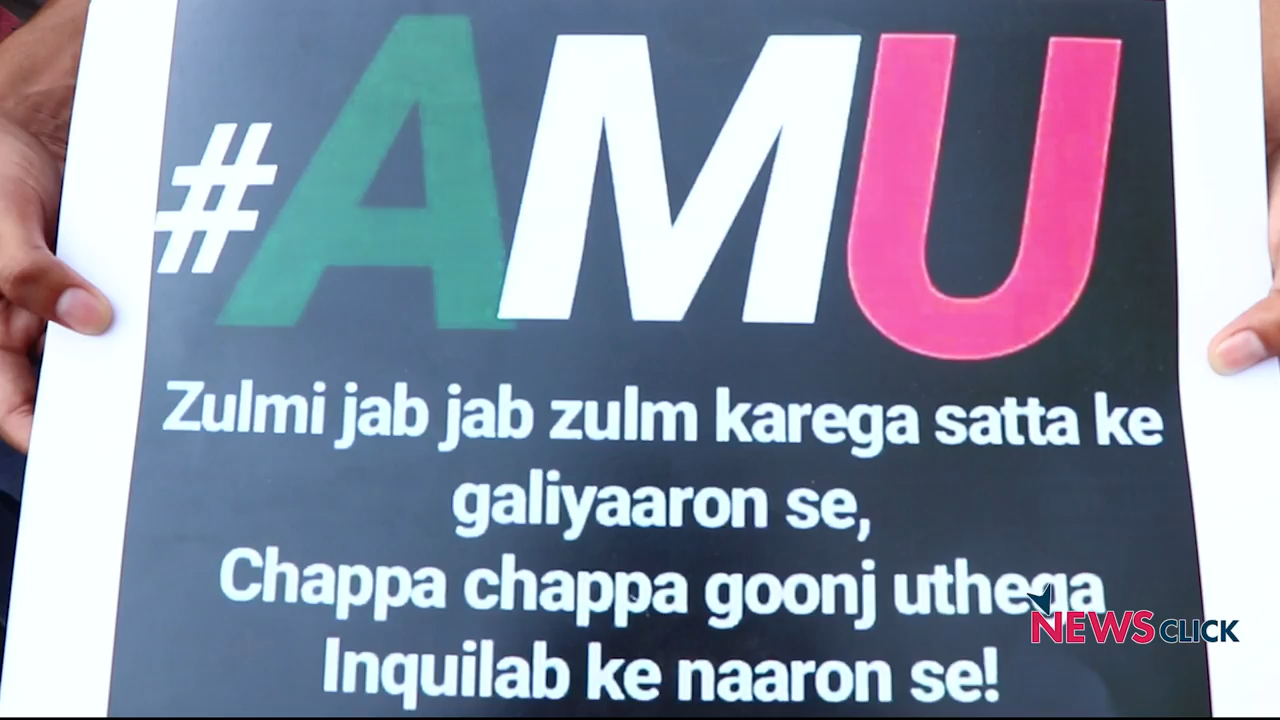 #AMU
Zulmi jab jab zulm karega satta ke
galiyaaron se,
Chappa chappa goonj uthega
Inquilab ke naaron se!
NEWSCLICK